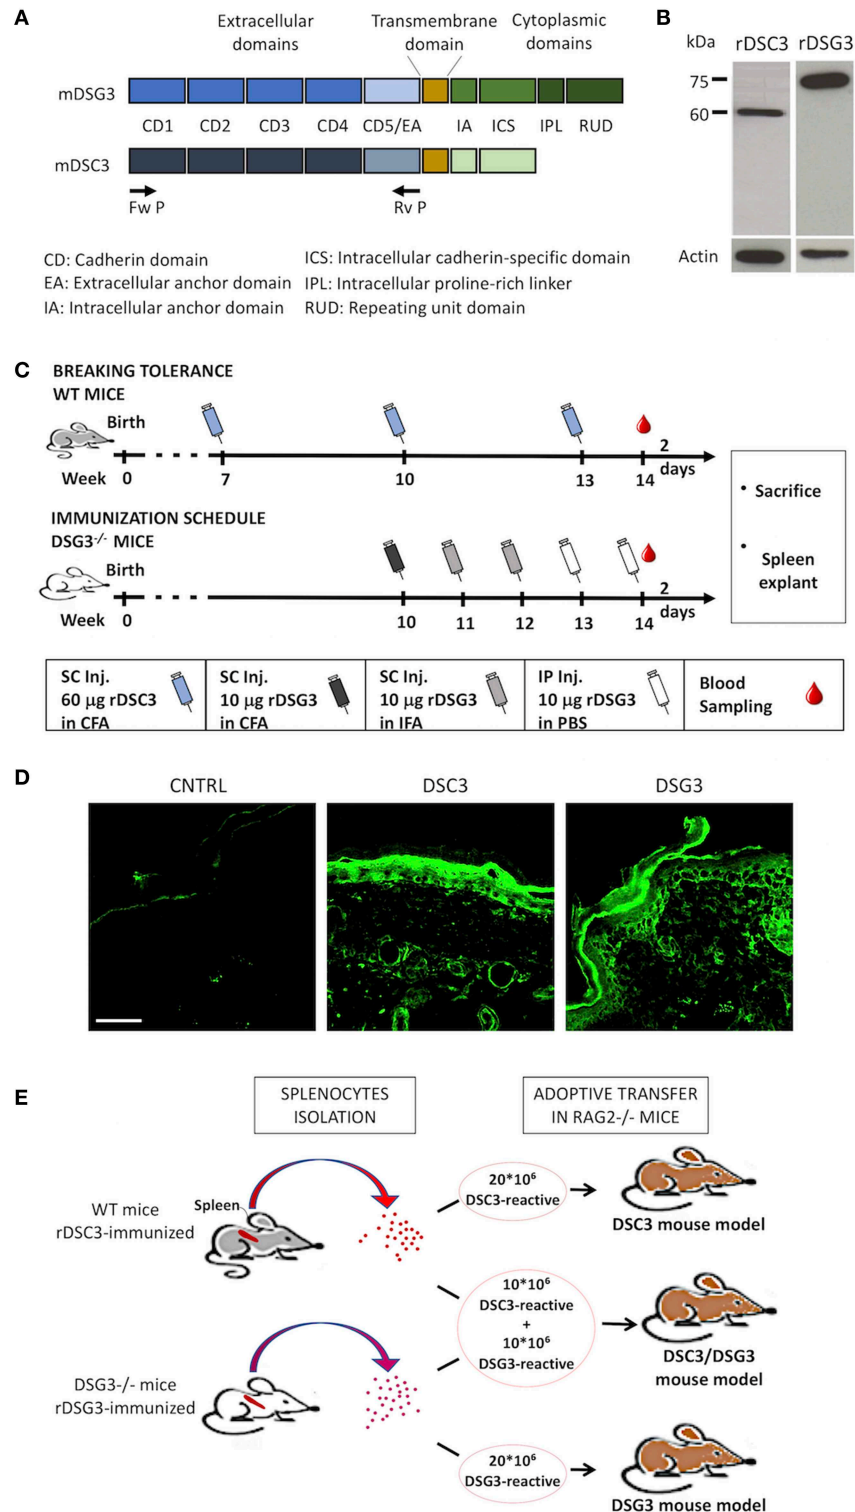 A
Extracellular domains
Transmembrane domain
Cytoplasmic domains
mDSG3
CD1 CD2 CD3 CD4 CD5/EA IA ICS IPL RUD
mDSC3
Fw P Rv P
CD: Cadherin domain
EA: Extracellular anchor domain
IA: Intracellular anchor domain
ICS: Intracellular cadherin-specific domain
IPL: Intracellular proline-rich linker
RUD: Repeating unit domain
B
kDa rDSC3 rDSG3
75
60
Actin
C
BREAKING TOLERANCE
WT MICE
Birth
2
days
Week 0 7 10 13 14
IMMUNIZATION SCHEDULE
DSG3-/- MICE
Birth
2
days
Week 0 10 11 12 13 14
• Sacrifice
• Spleen
explant
SC Inj.
60 µg rDSC3
in CFA
SC Inj.
10 µg rDSG3
in CFA
SC Inj.
10 µg rDSG3
in IFA
IP Inj.
10 µg rDSG3
in PBS
Blood
Sampling
D
CNTRL DSC3 DSG3
E
SPLENOCYTES
ISOLATION
ADOPTIVE TRANSFER
IN RAG2-/- MICE
WT mice
rDSC3-immunized
Spleen
20*10⁶
DSC3-reactive
DSC3 mouse model
10*10⁶
DSC3-reactive
+
10*10⁶
DSG3-reactive
DSC3/DSG3
mouse model
DSG3-/- mice
rDSG3-immunized
20*10⁶
DSG3-reactive
DSG3 mouse model